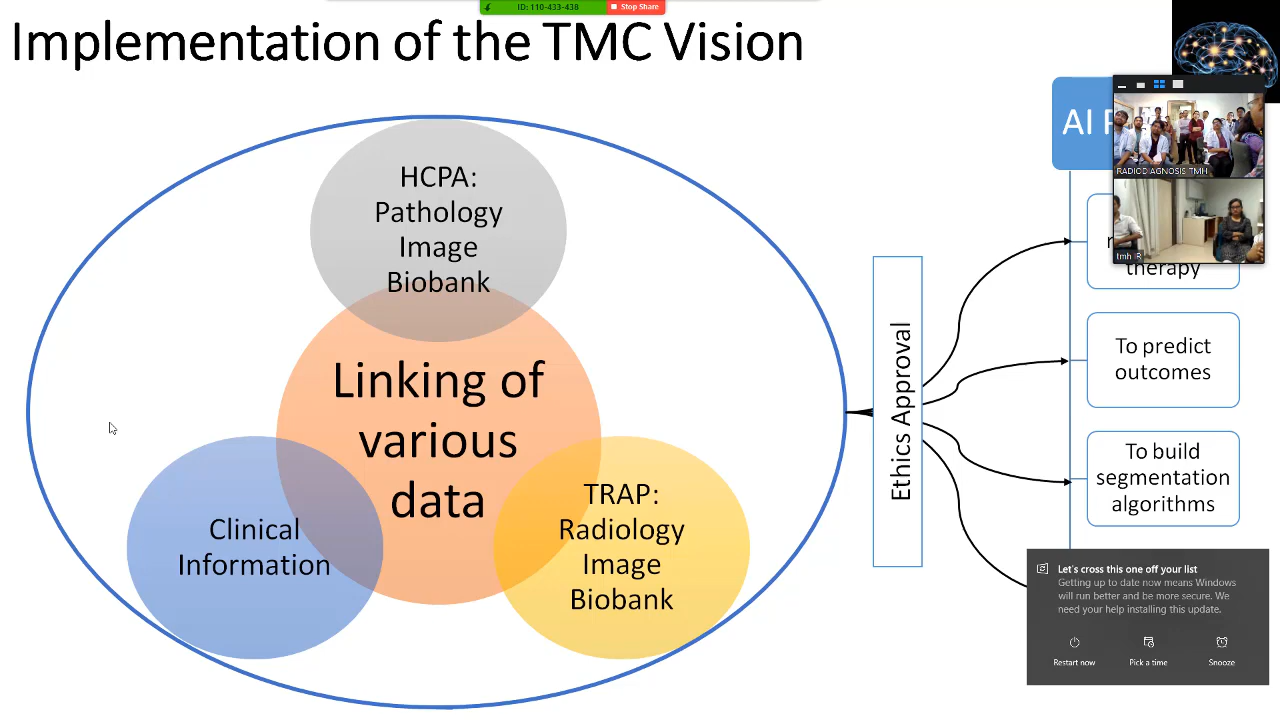 ID: 110-433-438
Stop Share
Implementation of the TMC Vision
HCPA:
Pathology
Image
Biobank
Linking of
various
data
Clinical
Information
TRAP:
Radiology
Image
Biobank
Ethics Approval
AI
RADIODIAGNOSIS TMH
tmh IR
therapy
To predict
outcomes
To build
segmentation
algorithms
Let's cross this one off your list
Getting up to date now means Windows
will run better and be more secure. We
need your help installing this update.
Restart now
Pick a time
Snooze